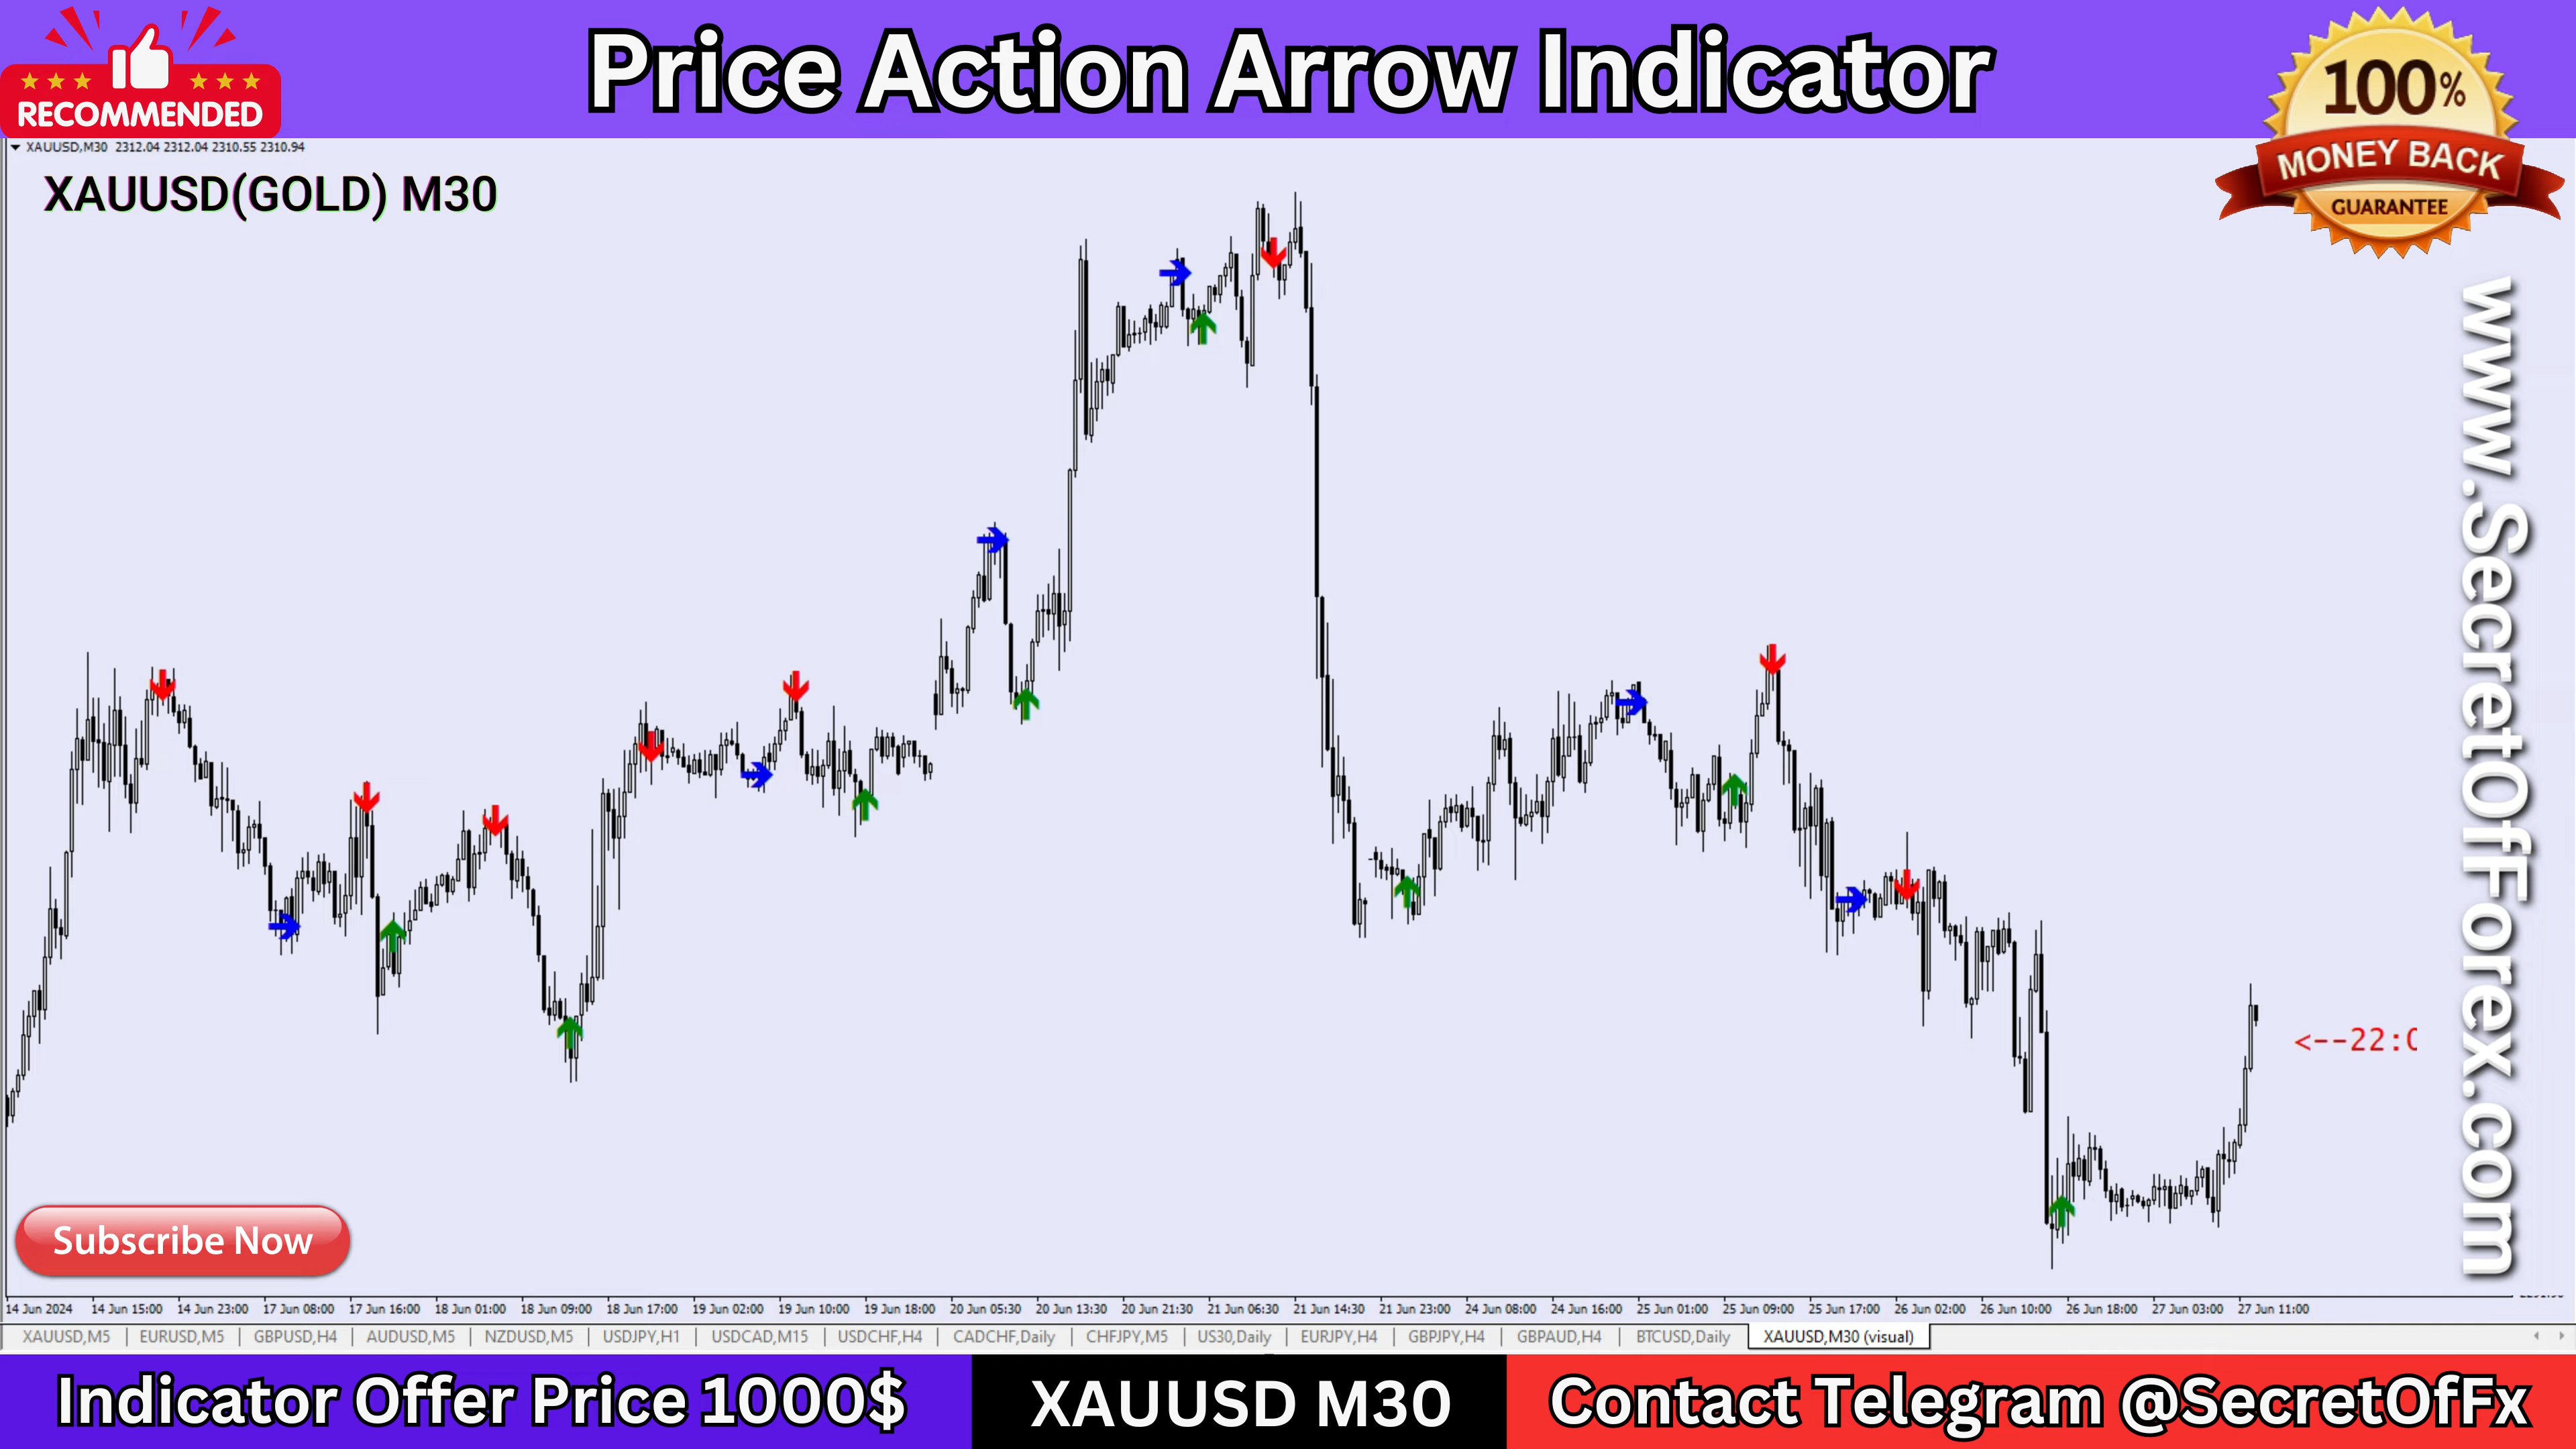 Price Action Arrow Indicator
RECOMMENDED
100%
MONEY BACK
GUARANTEE
XAUUSD,M30 2312.04 2312.04 2310.55 2310.94
XAUUSD(GOLD) M30
www.SecretOfForex.com
<--22:0
Subscribe Now
14 Jun 2024 14 Jun 15:00 14 Jun 23:00 17 Jun 08:00 17 Jun 16:00 18 Jun 01:00 18 Jun 09:00 18 Jun 17:00 19 Jun 02:00 19 Jun 10:00 19 Jun 18:00 20 Jun 05:30 20 Jun 13:30 20 Jun 21:30 21 Jun 06:30 21 Jun 14:30 21 Jun 23:00 24 Jun 08:00 24 Jun 16:00 25 Jun 01:00 25 Jun 09:00 25 Jun 17:00 26 Jun 02:00 26 Jun 10:00 26 Jun 18:00 27 Jun 03:00 27 Jun 11:00
XAUUSD,M5 EURUSD,M5 GBPUSD,H4 AUDUSD,M5 NZDUSD,M5 USDJPY,H1 USDCAD,M15 USDCHF,H4 CADCHF,Daily CHFJPY,M5 US30,Daily EURJPY,H4 GBPJPY,H4 GBPAUD,H4 BTCUSD,Daily XAUUSD,M30 (visual)
Indicator Offer Price 1000$
XAUUSD M30
Contact Telegram @SecretOfFx